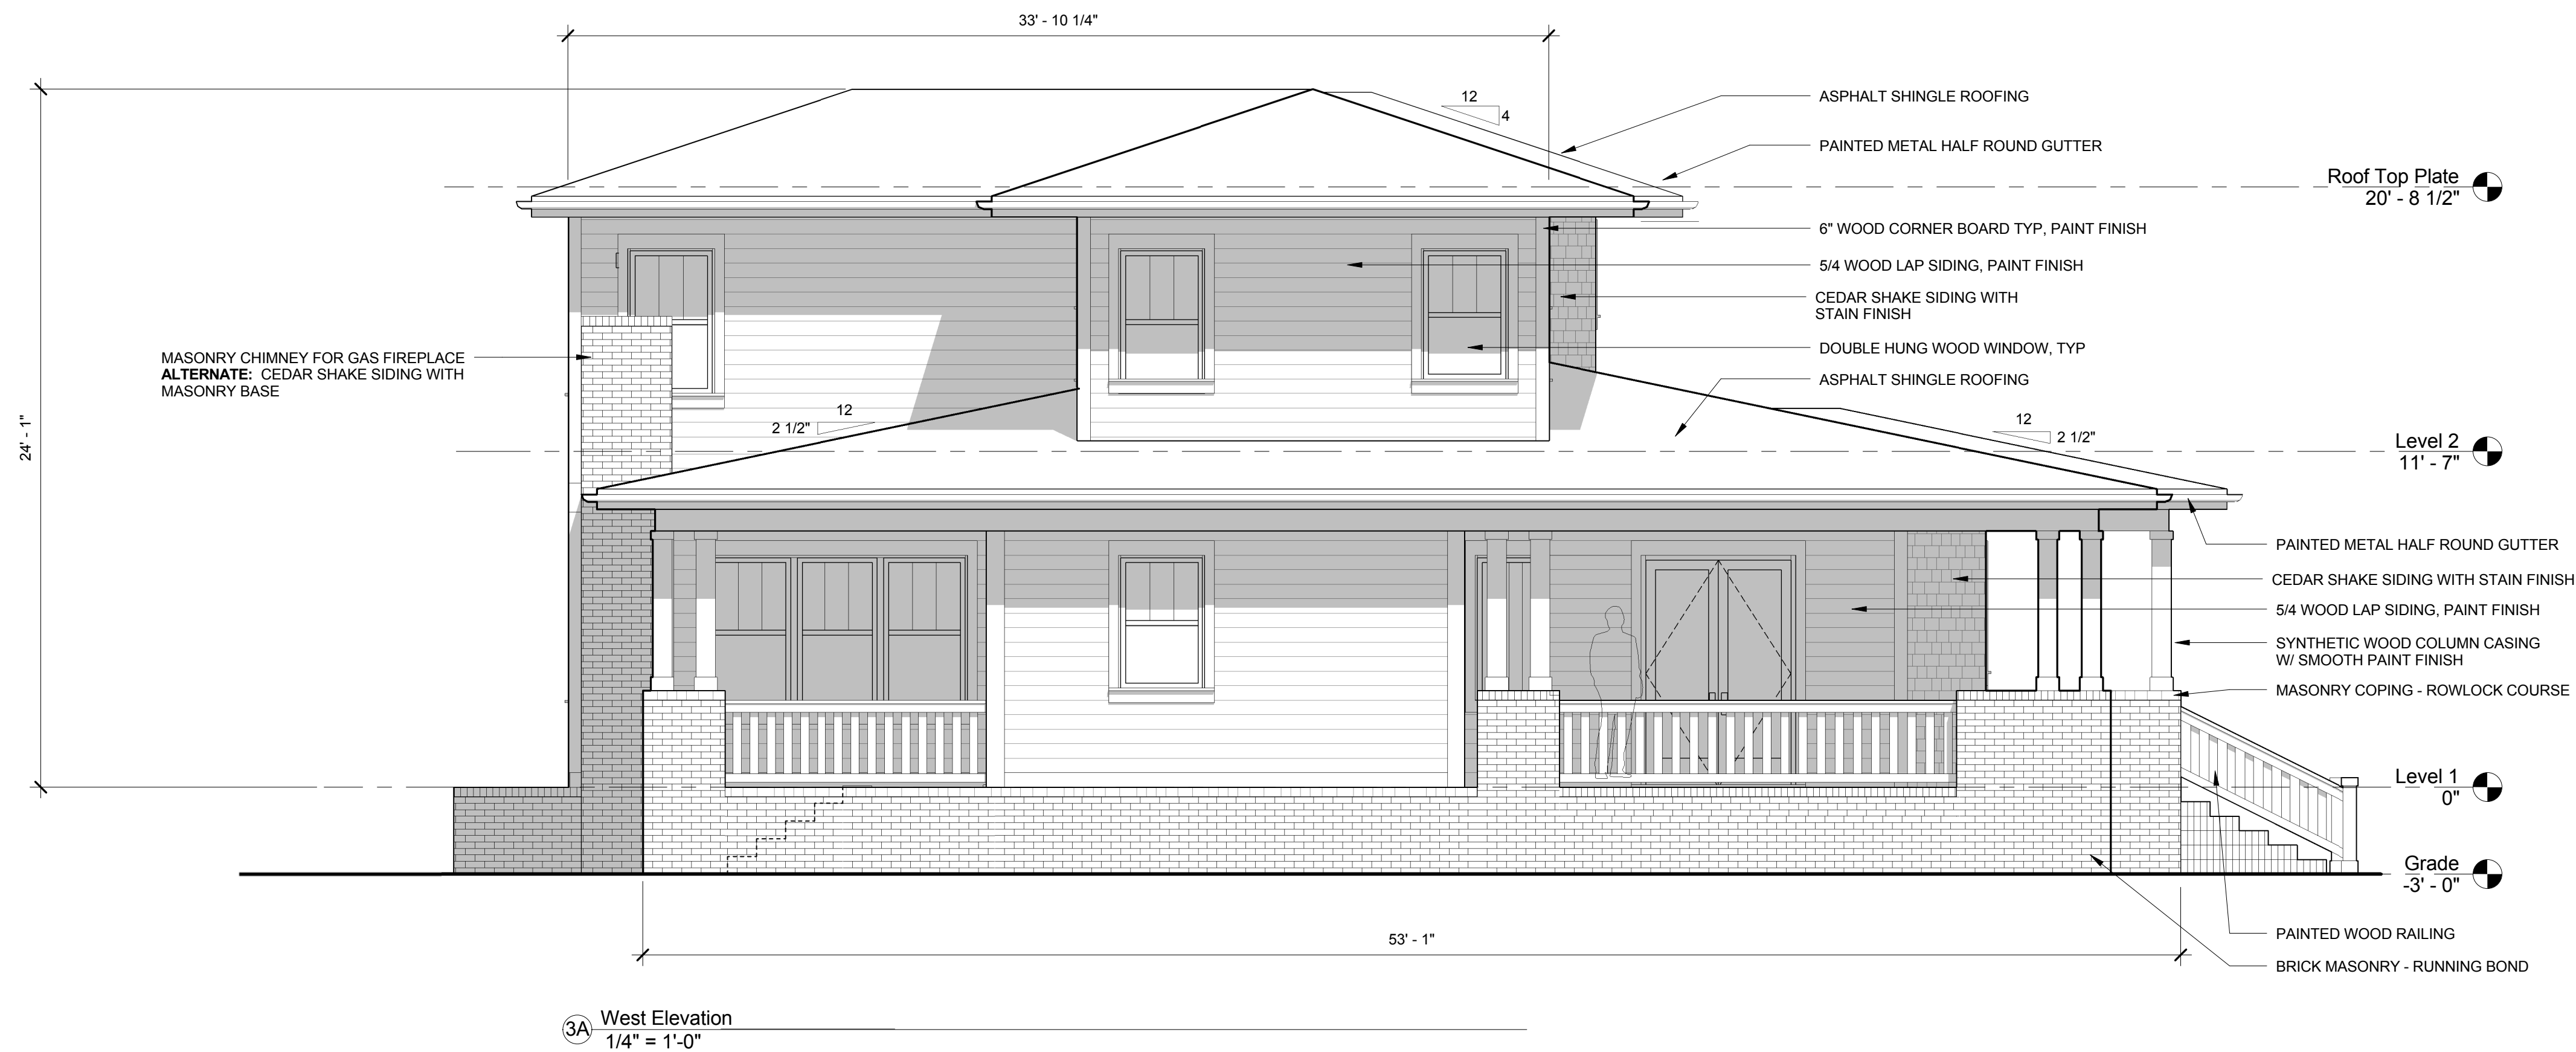 33' - 10 1/4"
12
4
ASPHALT SHINGLE ROOFING
PAINTED METAL HALF ROUND GUTTER
Roof Top Plate
20' - 8 1/2"
6" WOOD CORNER BOARD TYP, PAINT FINISH
5/4 WOOD LAP SIDING, PAINT FINISH
CEDAR SHAKE SIDING WITH
STAIN FINISH
DOUBLE HUNG WOOD WINDOW, TYP
ASPHALT SHINGLE ROOFING
MASONRY CHIMNEY FOR GAS FIREPLACE
ALTERNATE: CEDAR SHAKE SIDING WITH
MASONRY BASE
24' - 1"
12
2 1/2"
12
2 1/2"
Level 2
11' - 7"
PAINTED METAL HALF ROUND GUTTER
CEDAR SHAKE SIDING WITH STAIN FINISH
5/4 WOOD LAP SIDING, PAINT FINISH
SYNTHETIC WOOD COLUMN CASING
W/ SMOOTH PAINT FINISH
MASONRY COPING - ROWLOCK COURSE
Level 1
0"
Grade
-3' - 0"
53' - 1"
PAINTED WOOD RAILING
BRICK MASONRY - RUNNING BOND
3A
West Elevation
1/4" = 1'-0"